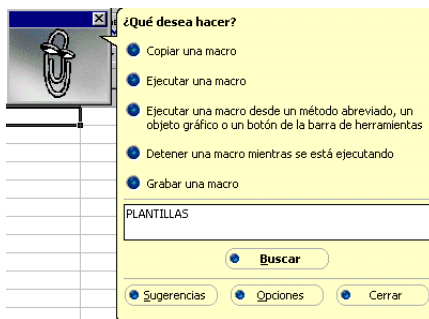 ¿Qué desea hacer?
Copiar una macro
Ejecutar una macro
Ejecutar una macro desde un método abreviado, un
objeto gráfico o un botón de la barra de herramientas
Detener una macro mientras se está ejecutando
Grabar una macro
PLANTILLAS
Buscar
Sugerencias
Opciones
Cerrar